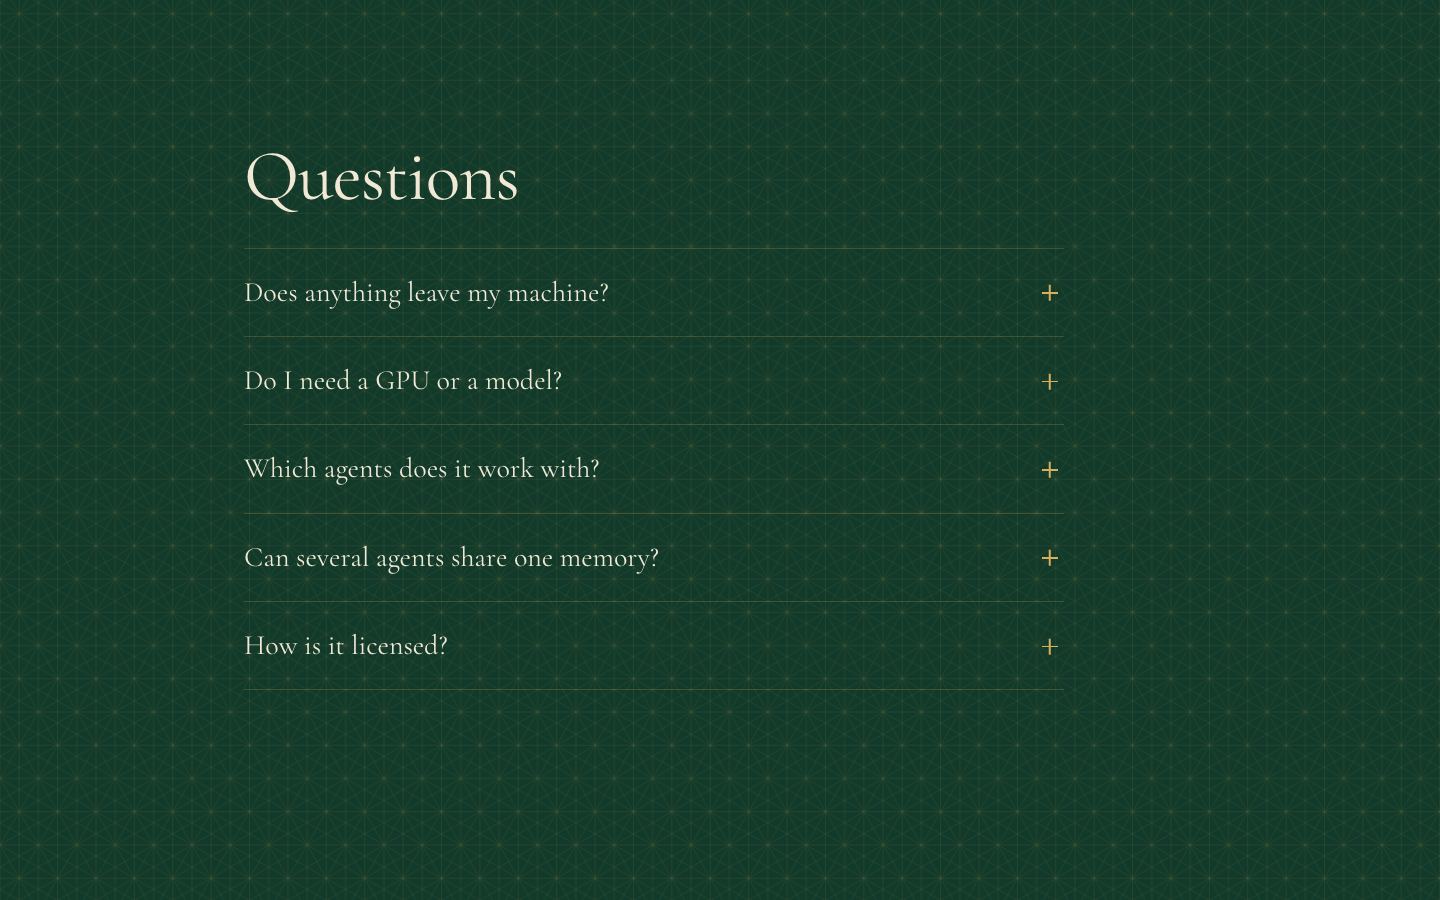 Questions
Does anything leave my machine?
Do I need a GPU or a model?
Which agents does it work with?
Can several agents share one memory?
How is it licensed?